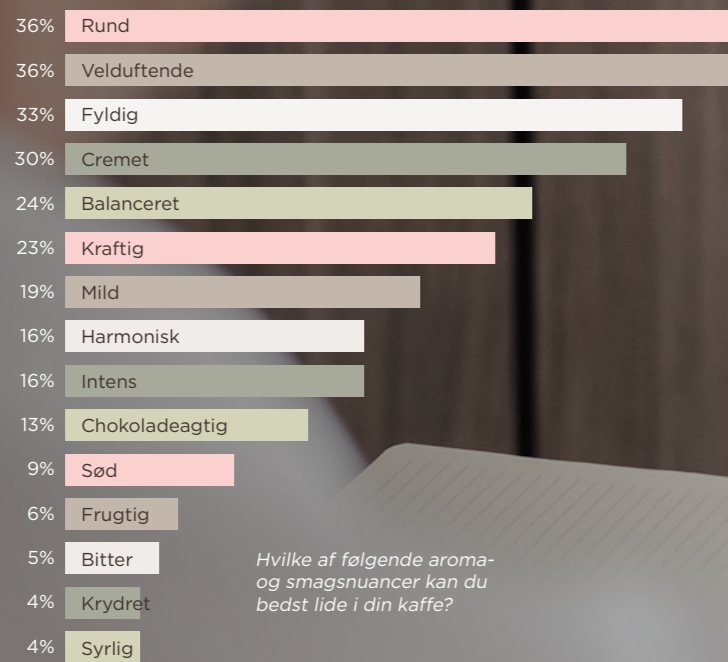 36% Rund
36% Velduftende
33% Fyldig
30% Cremet
24% Balanceret
23% Kraftig
19% Mild
16% Harmonisk
16% Intens
13% Chokoladeagtig
9% Sød
6% Frugtig
5% Bitter
4% Krydret
4% Syrlig
Hvilke af følgende aroma-
og smagsnuancer kan du
bedst lide i din kaffe?